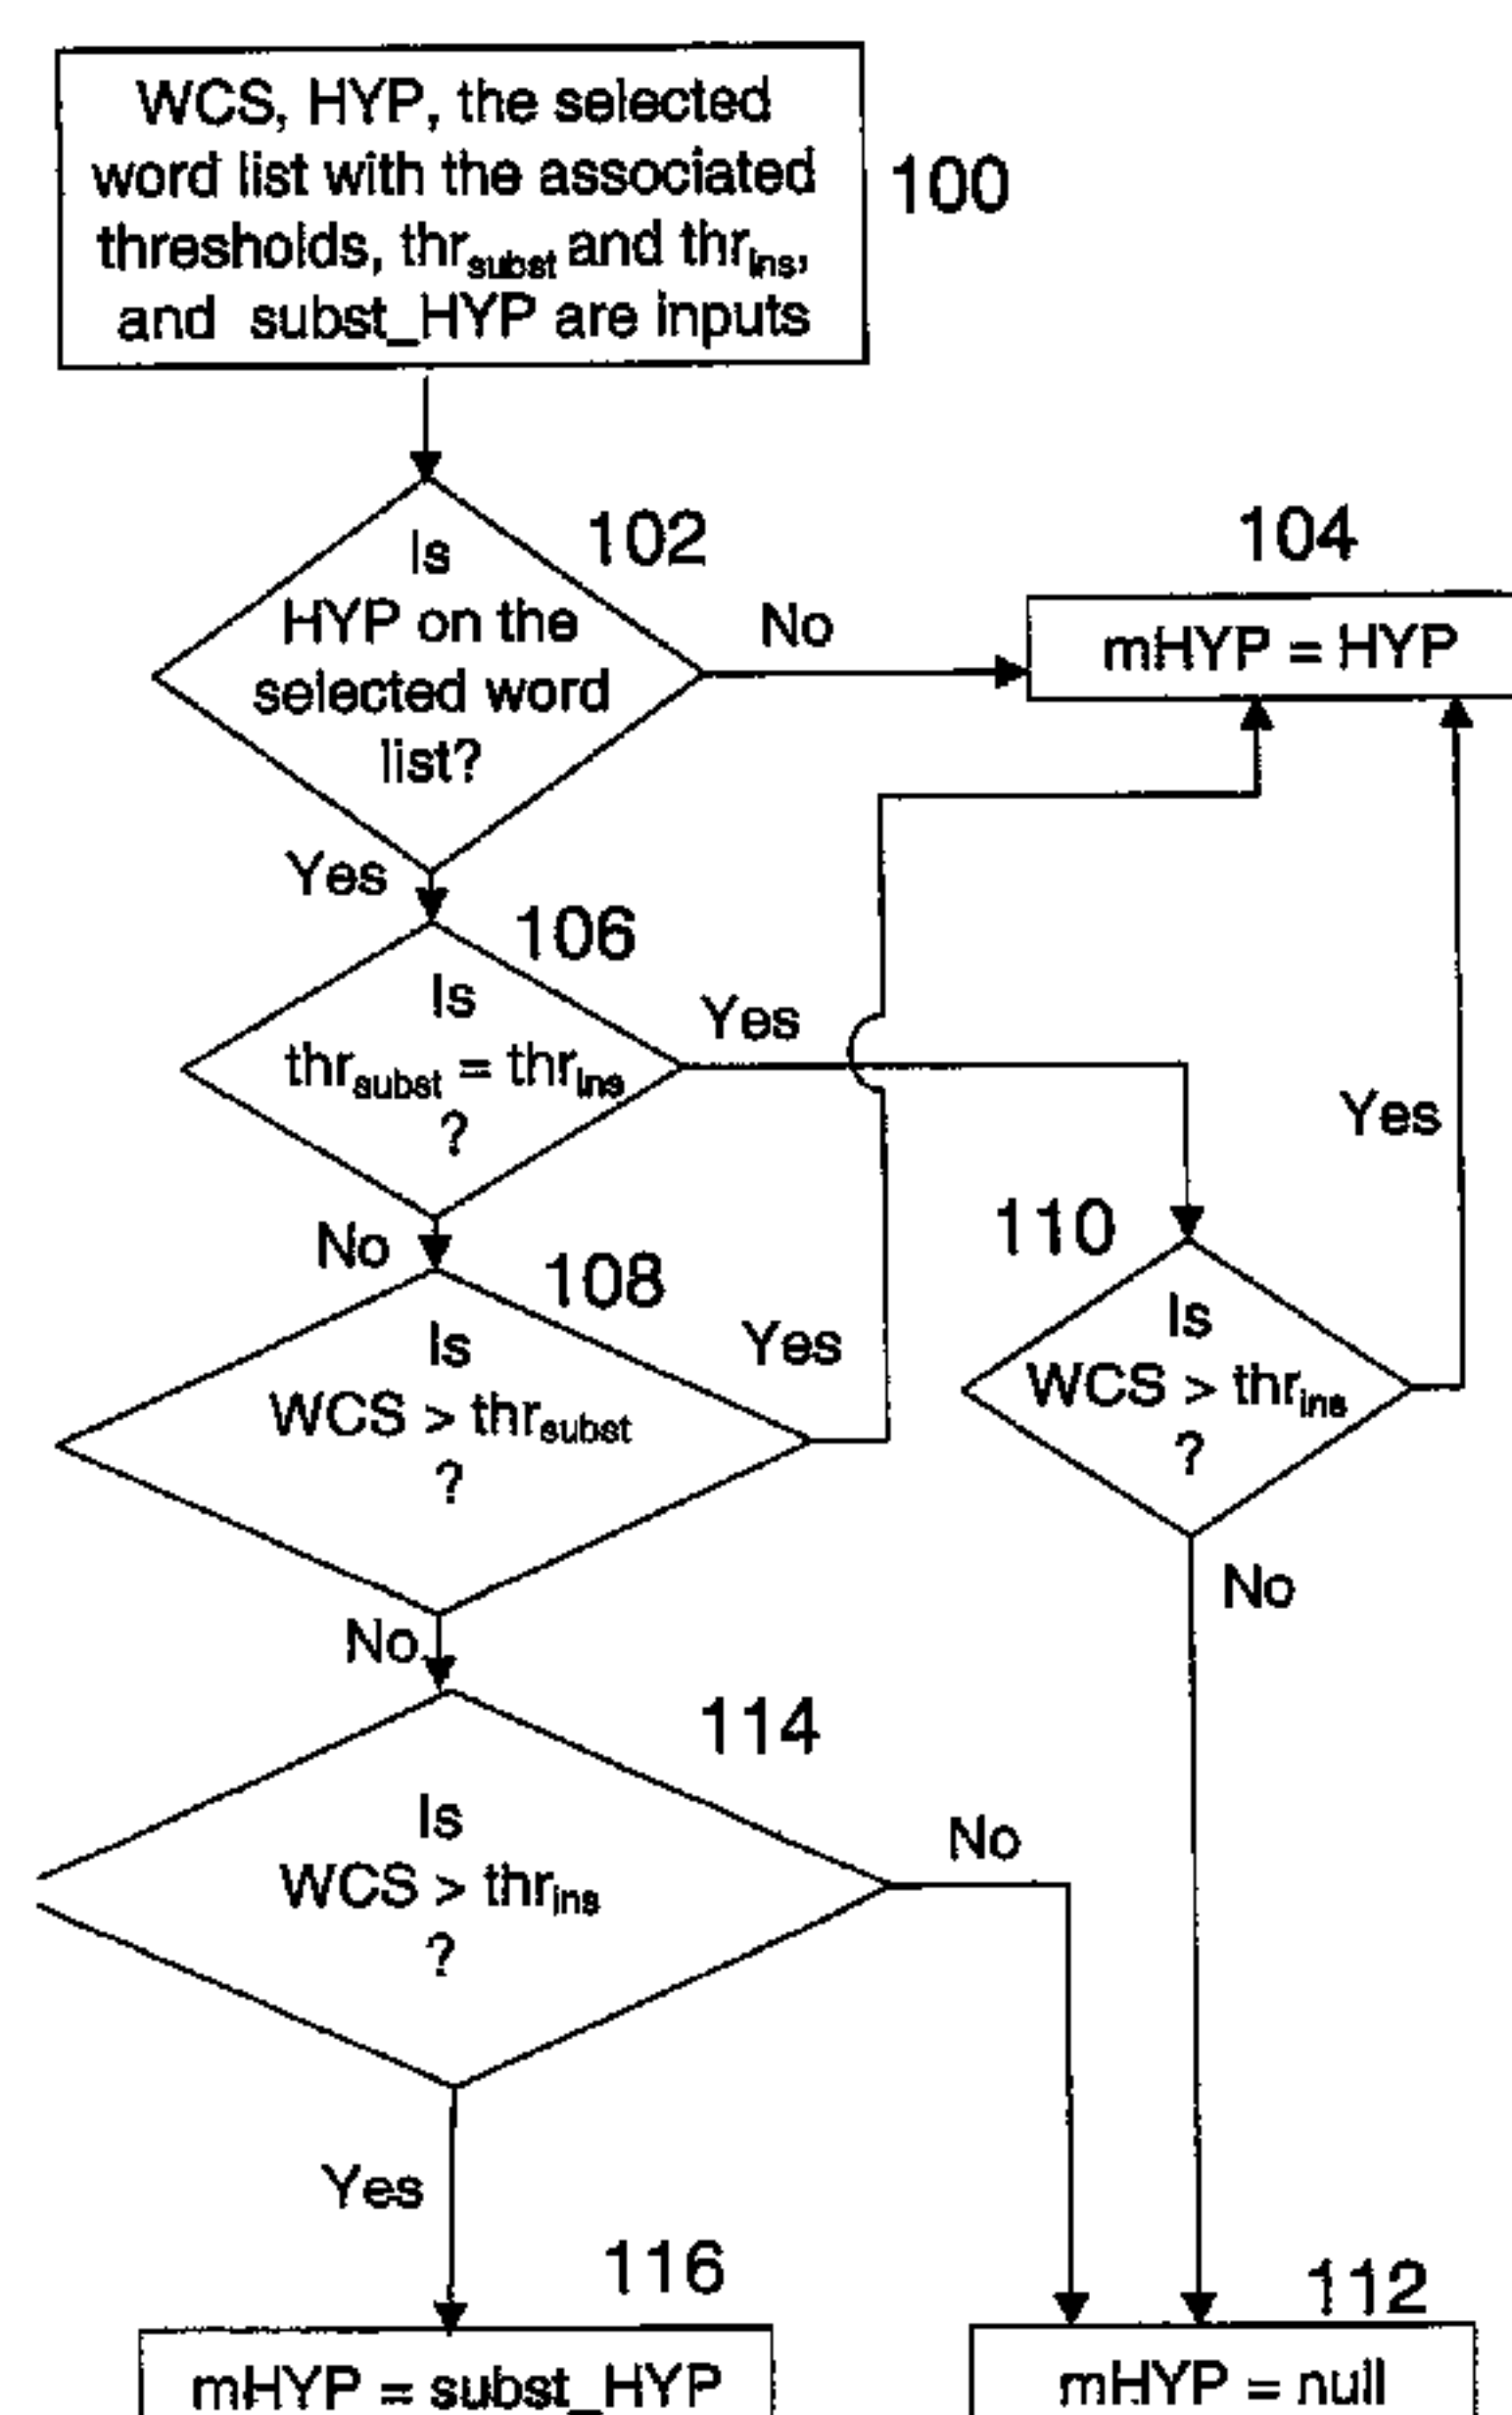 WCS, HYP, the selected
word list with the associated
thresholds, thrsubst and thrins,
and subst_HYP are inputs
100
102
Is
HYP on the
selected word
list?
No
104
mHYP = HYP
Yes
106
Is
thrsubst = thrins
?
Yes
Yes
No
108
Is
WCS > thrsubst
?
Yes
110
Is
WCS > thrins
?
No
No
114
Is
WCS > thrins
?
No
Yes
116
mHYP = subst_HYP
112
mHYP = null